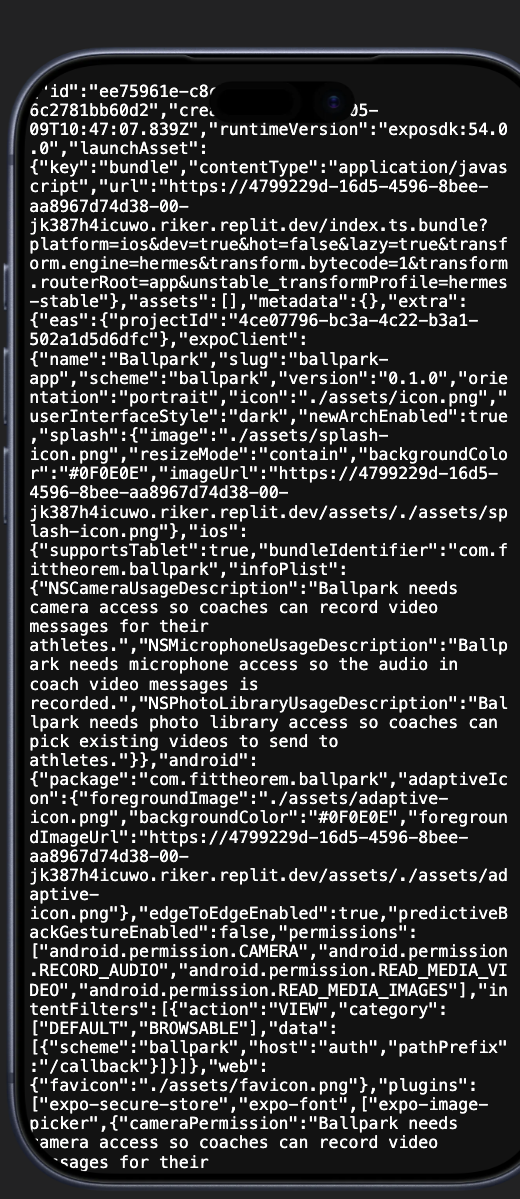 'id":"ee75961e-c8
6c2781bb60d2","cre 05-
09T10:47:07.839Z","runtimeVersion":"exposdk:54.0
.0","launchAsset":
{"key":"bundle","contentType":"application/javas
cript","url":"https://4799229d-16d5-4596-8bee-
aa8967d74d38-00-
jk387h4icuwo.riker.replit.dev/index.ts.bundle?
platform=ios&dev=true&hot=false&lazy=true&transf
orm.engine=hermes&transform.bytecode=1&transform
.routerRoot=app&unstable_transformProfile=hermes
-stable"},"assets":[],"metadata":{},"extra":
{"eas":{"projectId":"4ce07796-bc3a-4c22-b3a1-
502a1d5d6dfc"},"expoClient":
{"name":"Ballpark","slug":"ballpark-
app","scheme":"ballpark","version":"0.1.0","orie
ntation":"portrait","icon":"./assets/icon.png","
userInterfaceStyle":"dark","newArchEnabled":true
,"splash":{"image":"./assets/splash-
icon.png","resizeMode":"contain","backgroundColo
r":"#0F0E0E","imageUrl":"https://4799229d-16d5-
4596-8bee-aa8967d74d38-00-
jk387h4icuwo.riker.replit.dev/assets/./assets/sp
lash-icon.png"},"ios":
{"supportsTablet":true,"bundleIdentifier":"com.f
ittheorem.ballpark","infoPlist":
{"NSCameraUsageDescription":"Ballpark needs
camera access so coaches can record video
messages for their
athletes.","NSMicrophoneUsageDescription":"Ballp
ark needs microphone access so the audio in
coach video messages is
recorded.","NSPhotoLibraryUsageDescription":"Bal
lpark needs photo library access so coaches can
pick existing videos to send to
athletes."}},"android":
{"package":"com.fittheorem.ballpark","adaptiveIc
on":{"foregroundImage":"./assets/adaptive-
icon.png","backgroundColor":"#0F0E0E","foregroun
dImageUrl":"https://4799229d-16d5-4596-8bee-
aa8967d74d38-00-
jk387h4icuwo.riker.replit.dev/assets/./assets/ad
aptive-
icon.png"},"edgeToEdgeEnabled":true,"predictiveB
ackGestureEnabled":false,"permissions":
["android.permission.CAMERA","android.permission
.RECORD_AUDIO","android.permission.READ_MEDIA_VI
DEO","android.permission.READ_MEDIA_IMAGES"],"in
tentFilters":[{"action":"VIEW","category":
["DEFAULT","BROWSABLE"],"data":
[{"scheme":"ballpark","host":"auth","pathPrefix"
:"/callback"}]}]},"web":
{"favicon":"./assets/favicon.png"},"plugins":
["expo-secure-store","expo-font",["expo-image-
picker",{"cameraPermission":"Ballpark needs
camera access so coaches can record video
sages for their